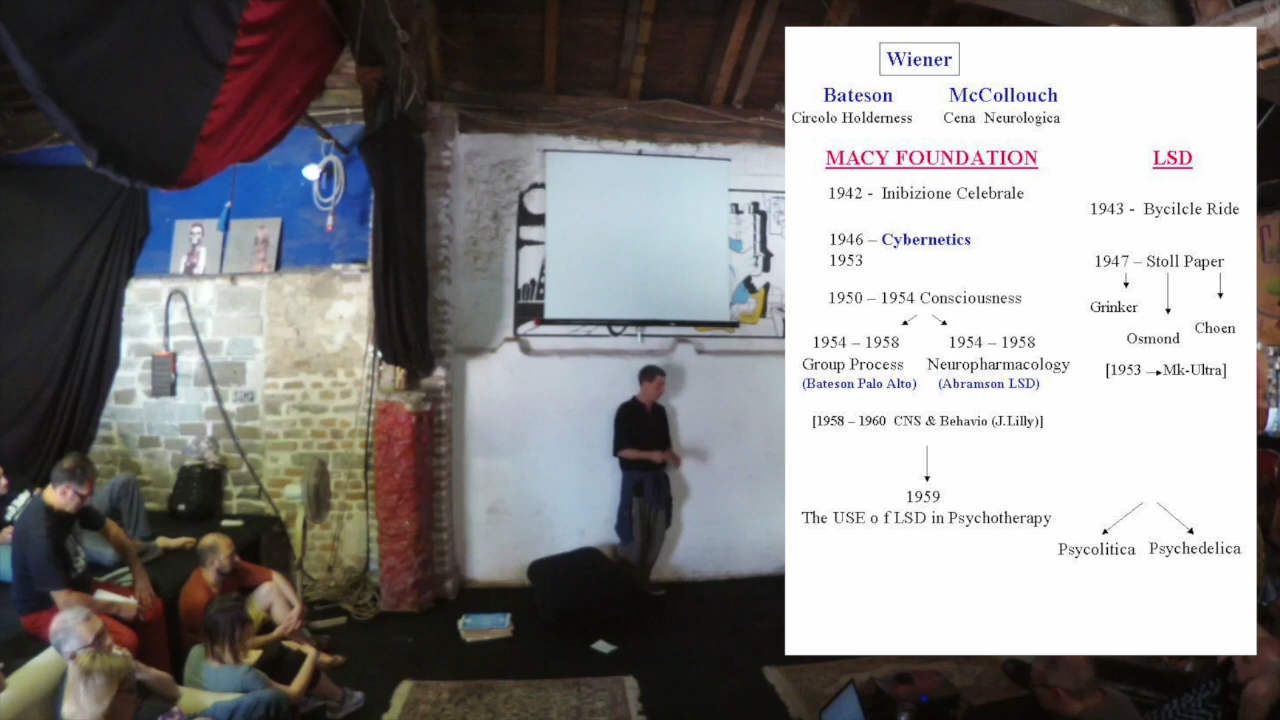 Wiener
Bateson McCollouch
Circolo Holderness Cena Neurologica
MACY FOUNDATION
1942 - Inibizione Celebrale
1946 – Cybernetics
1953
1950 – 1954 Consciousness
1954 – 1958 1954 – 1958
Group Process Neuropharmacology
(Bateson Palo Alto) (Abramson LSD)
[1958 – 1960 CNS & Behavio (J.Lilly)]
1959
The USE o f LSD in Psychotherapy
LSD
1943 - Bycilcle Ride
1947 – Stoll Paper
Grinker
Osmond
Choen
[1953 → Mk-Ultra]
Psycolitica Psychedelica